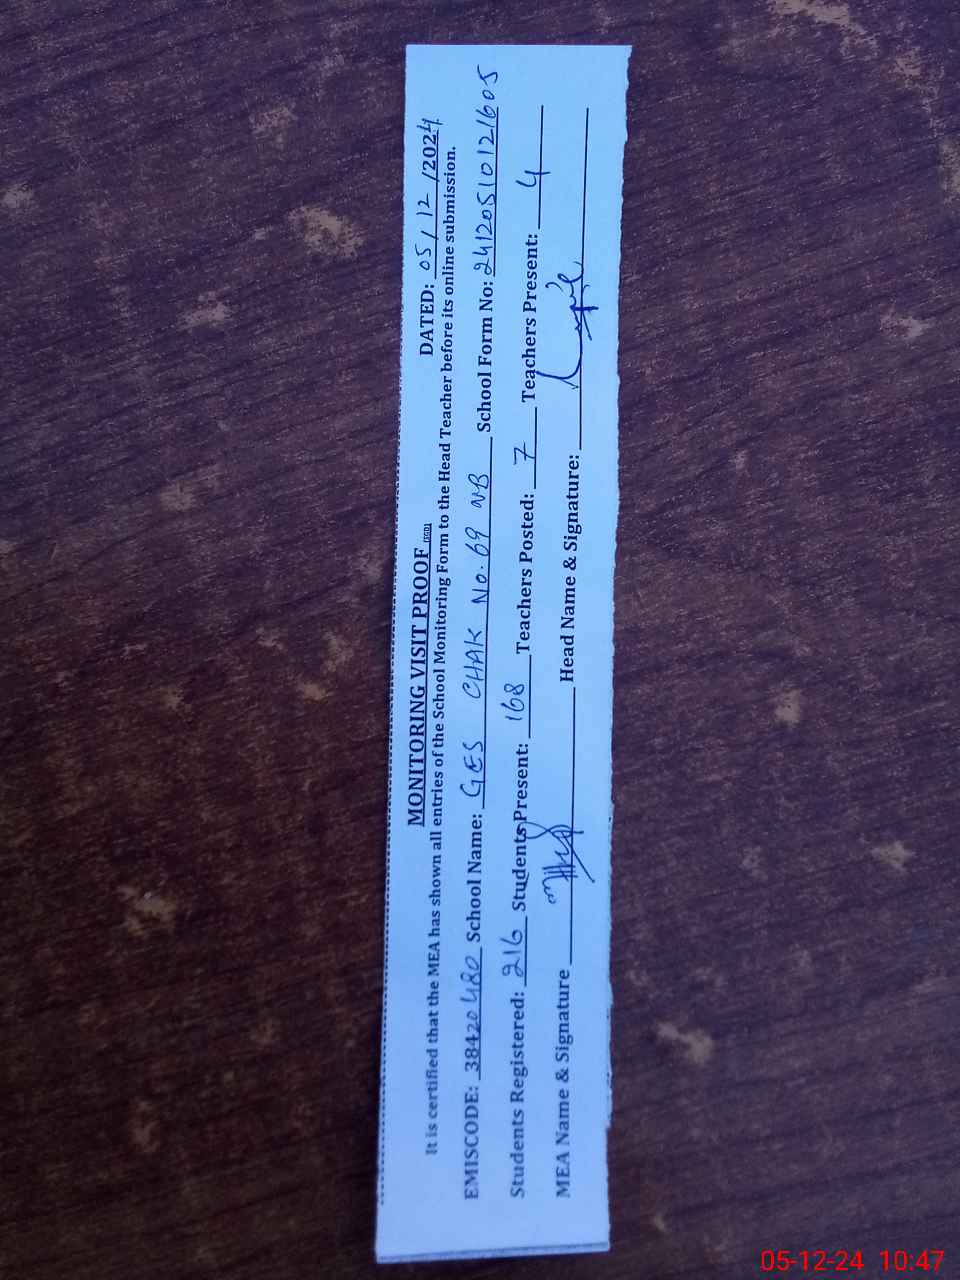 MONITORING VISIT PROOF DATED: 05/12/2024
It is certified that the MEA has shown all entries of the School Monitoring Form to the Head Teacher before its online submission.
EMISCODE: 38420480 School Name: GES CHAK No. 69 NB School Form No: 24120510121605
Students Registered: 216 Students Present: 168 Teachers Posted: 7 Teachers Present: 4
MEA Name & Signature Head Name & Signature:
05-12-24 10:47